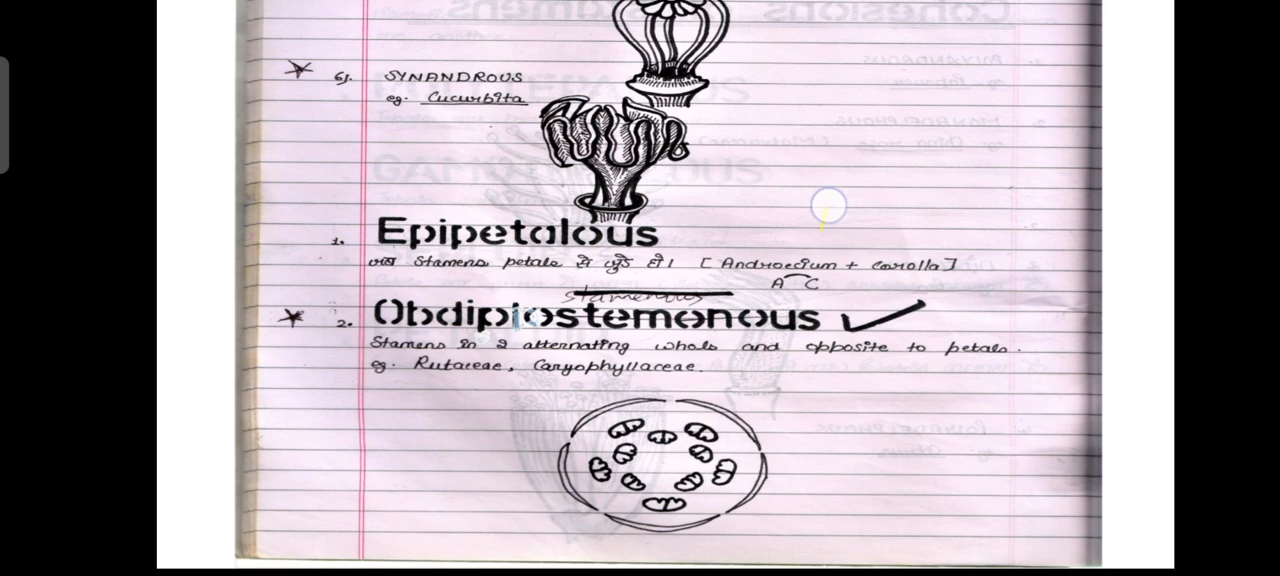 6). SYNANDROUS
eg. Cucurbita
1. Epipetalous
जब Stamens petals से जुड़े हो। [Androecium + Corolla]
A C
stamenous
2. Obdiplostemonous
Stamens in 2 alternating whols and opposite to petals.
eg. Rutaceae, Caryophyllaceae.